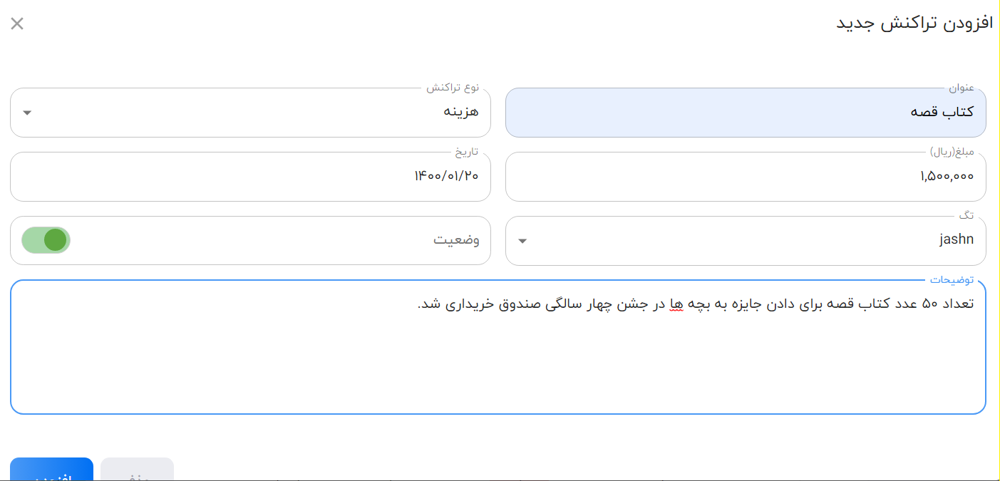 افزودن تراکنش جدید
عنوان
کتاب قصه
نوع تراکنش
هزینه
مبلغ(ریال)
۱,۵۰۰,۰۰۰
تاریخ
۱۴۰۰/۰۱/۲۰
تگ
jashn
وضعیت
توضیحات
تعداد ۵۰ عدد کتاب قصه برای دادن جایزه به بچه ها در جشن چهار سالگی صندوق خریداری شد.